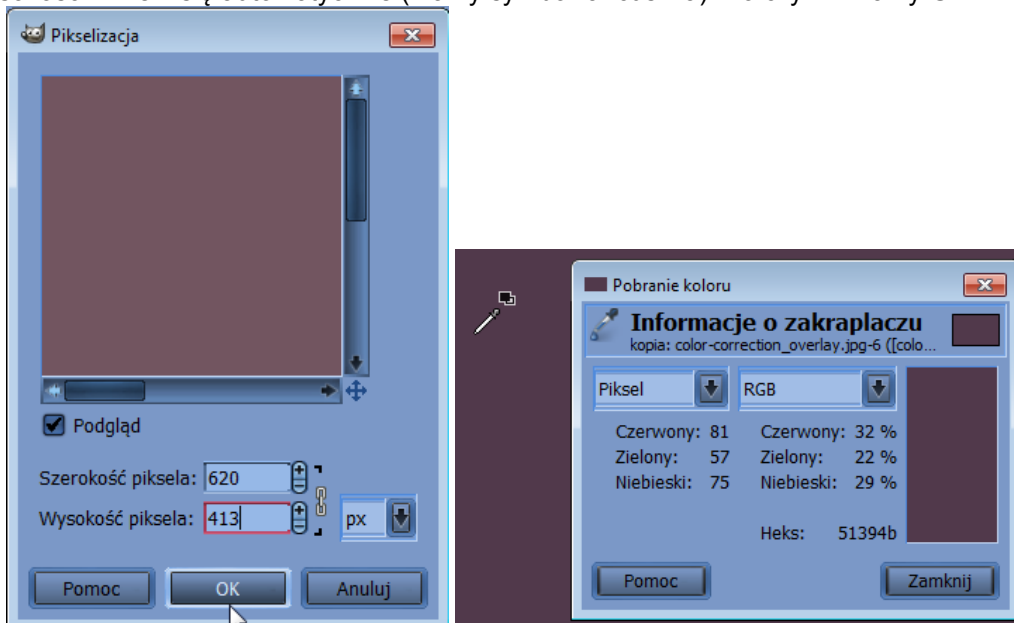 Pikselizacja
Podgląd
Szerokość piksela: 620
Wysokość piksela: 413 px
Pomoc OK Anuluj
Pobranie koloru
Informacje o zakraplaczu
kopia: color-correction_overlay.jpg-6 ([colo...
Piksel RGB
Czerwony: 81 Czerwony: 32 %
Zielony: 57 Zielony: 22 %
Niebieski: 75 Niebieski: 29 %
Heks: 51394b
Pomoc Zamknij